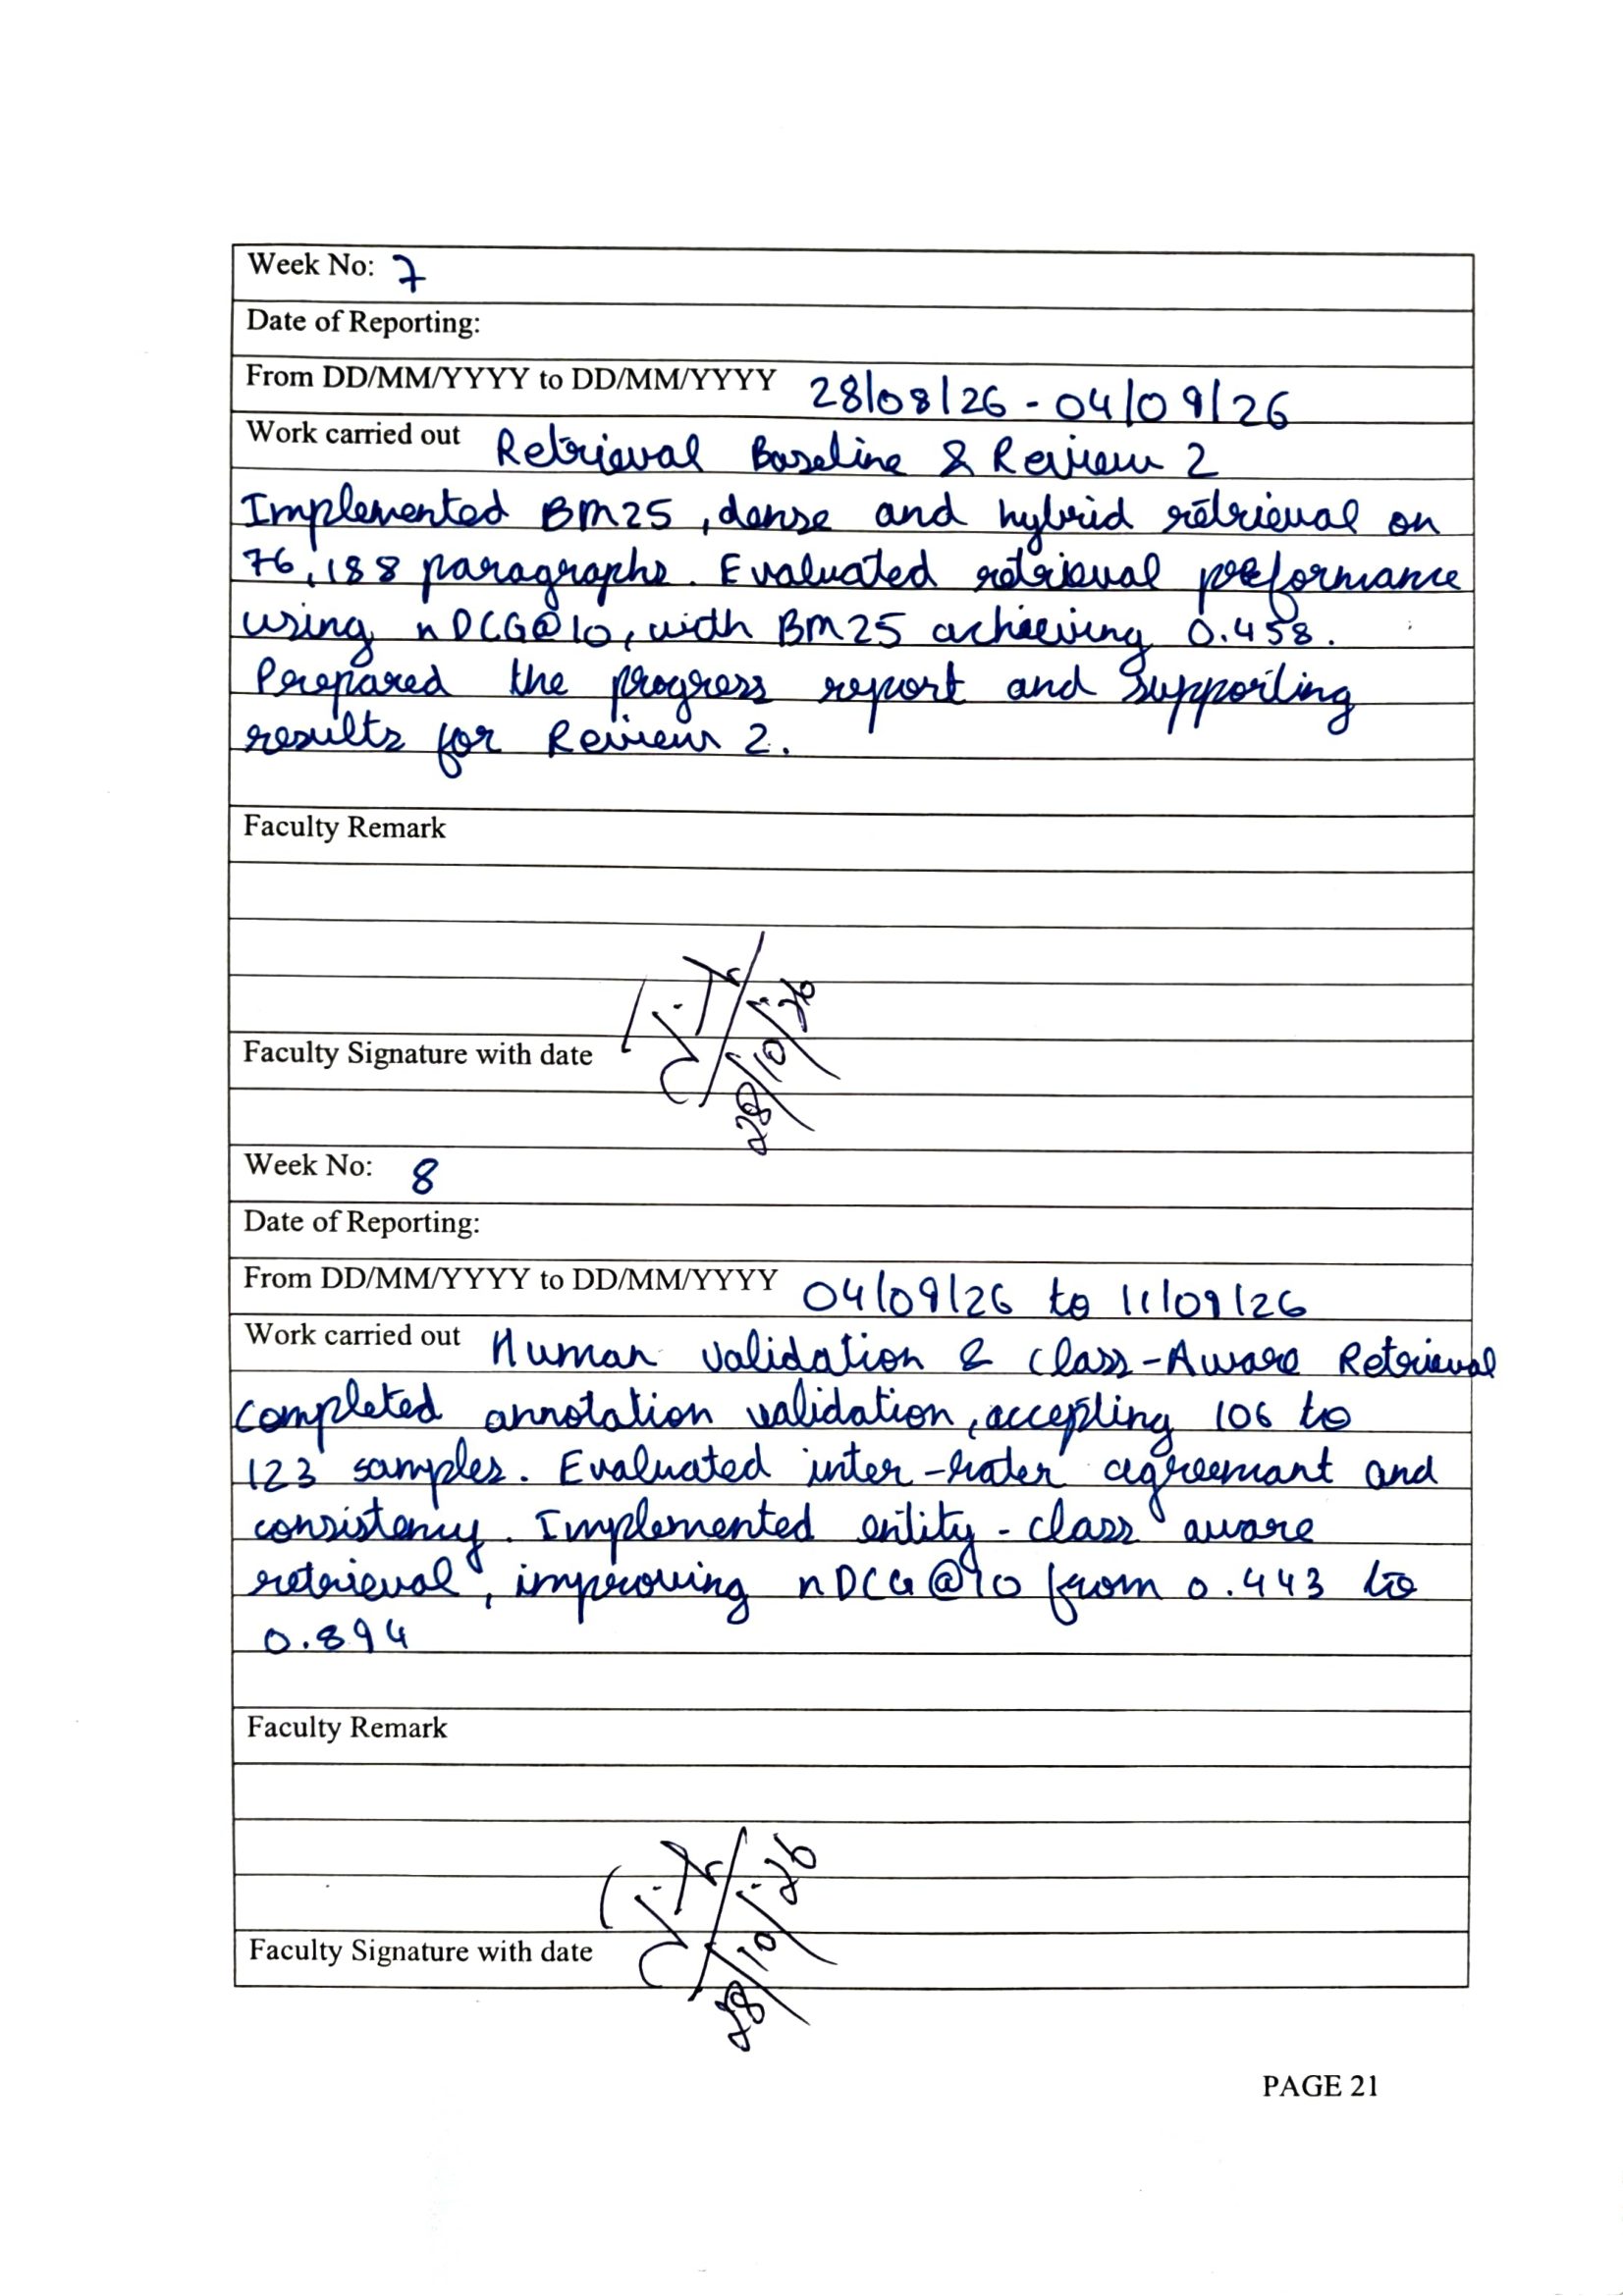 Week No: 7
Date of Reporting:
From DD/MM/YYYY to DD/MM/YYYY 28/08/26 - 04/09/26
Work carried out Retrieval Baseline & Review 2
Implemented BM25, dense and hybrid retrieval on
76,188 paragraphs. Evaluated retrieval performance
using nDCG@10, with BM25 achieving 0.458.
Prepared the progress report and supporting
results for Review 2.
Faculty Remark
Faculty Signature with date
28/10/26
Week No: 8
Date of Reporting:
From DD/MM/YYYY to DD/MM/YYYY 04/09/26 to 11/09/26
Work carried out Human validation & class-Aware Retrieval
completed annotation validation, accepting 106 to
123 samples. Evaluated inter-rater agreement and
consistency. Implemented entity-class aware
retrieval, improving nDCG@10 from 0.443 to
0.894
Faculty Remark
Faculty Signature with date
28/10/26
PAGE 21